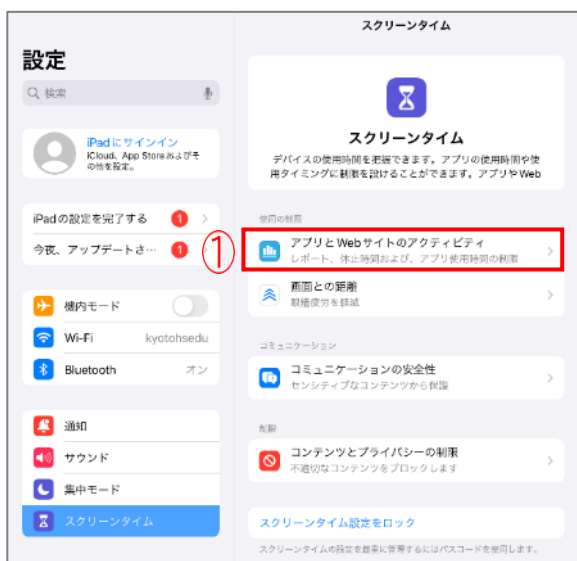 スクリーンタイム
設定
検索
iPadにサインイン
iCloud、App Storeおよびそ
の他を設定。
iPadの設定を完了する 1
今夜、アップデートさ… 1
機内モード
Wi-Fi kyotohsedu
Bluetooth オン
通知
サウンド
集中モード
スクリーンタイム
スクリーンタイム
デバイスの使用時間を把握できます。アプリの使用時間や使
用タイミングに制限を設けることができます。アプリやWeb
使用の制限
①
アプリとWebサイトのアクティビティ
レポート、休止時間および、アプリ使用時間の制限
画面との距離
眼精疲労を軽減
コミュニケーション
コミュニケーションの安全性
センシティブなコンテンツから保護
制限
コンテンツとプライバシーの制限
不適切なコンテンツをブロックします
スクリーンタイム設定をロック
スクリーンタイムの設定を厳重に管理するにはパスコードを使用します。